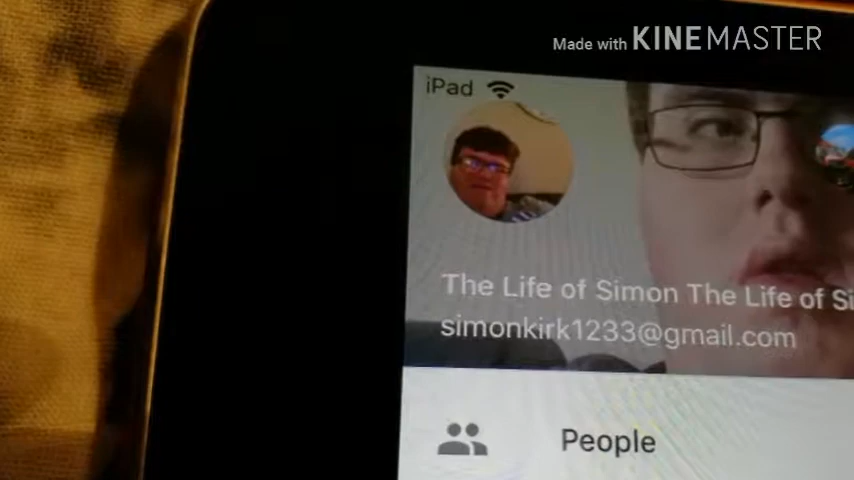 Made with KINEMASTER
iPad
The Life of Simon The Life of Si
simonkirk1233@gmail.com
People